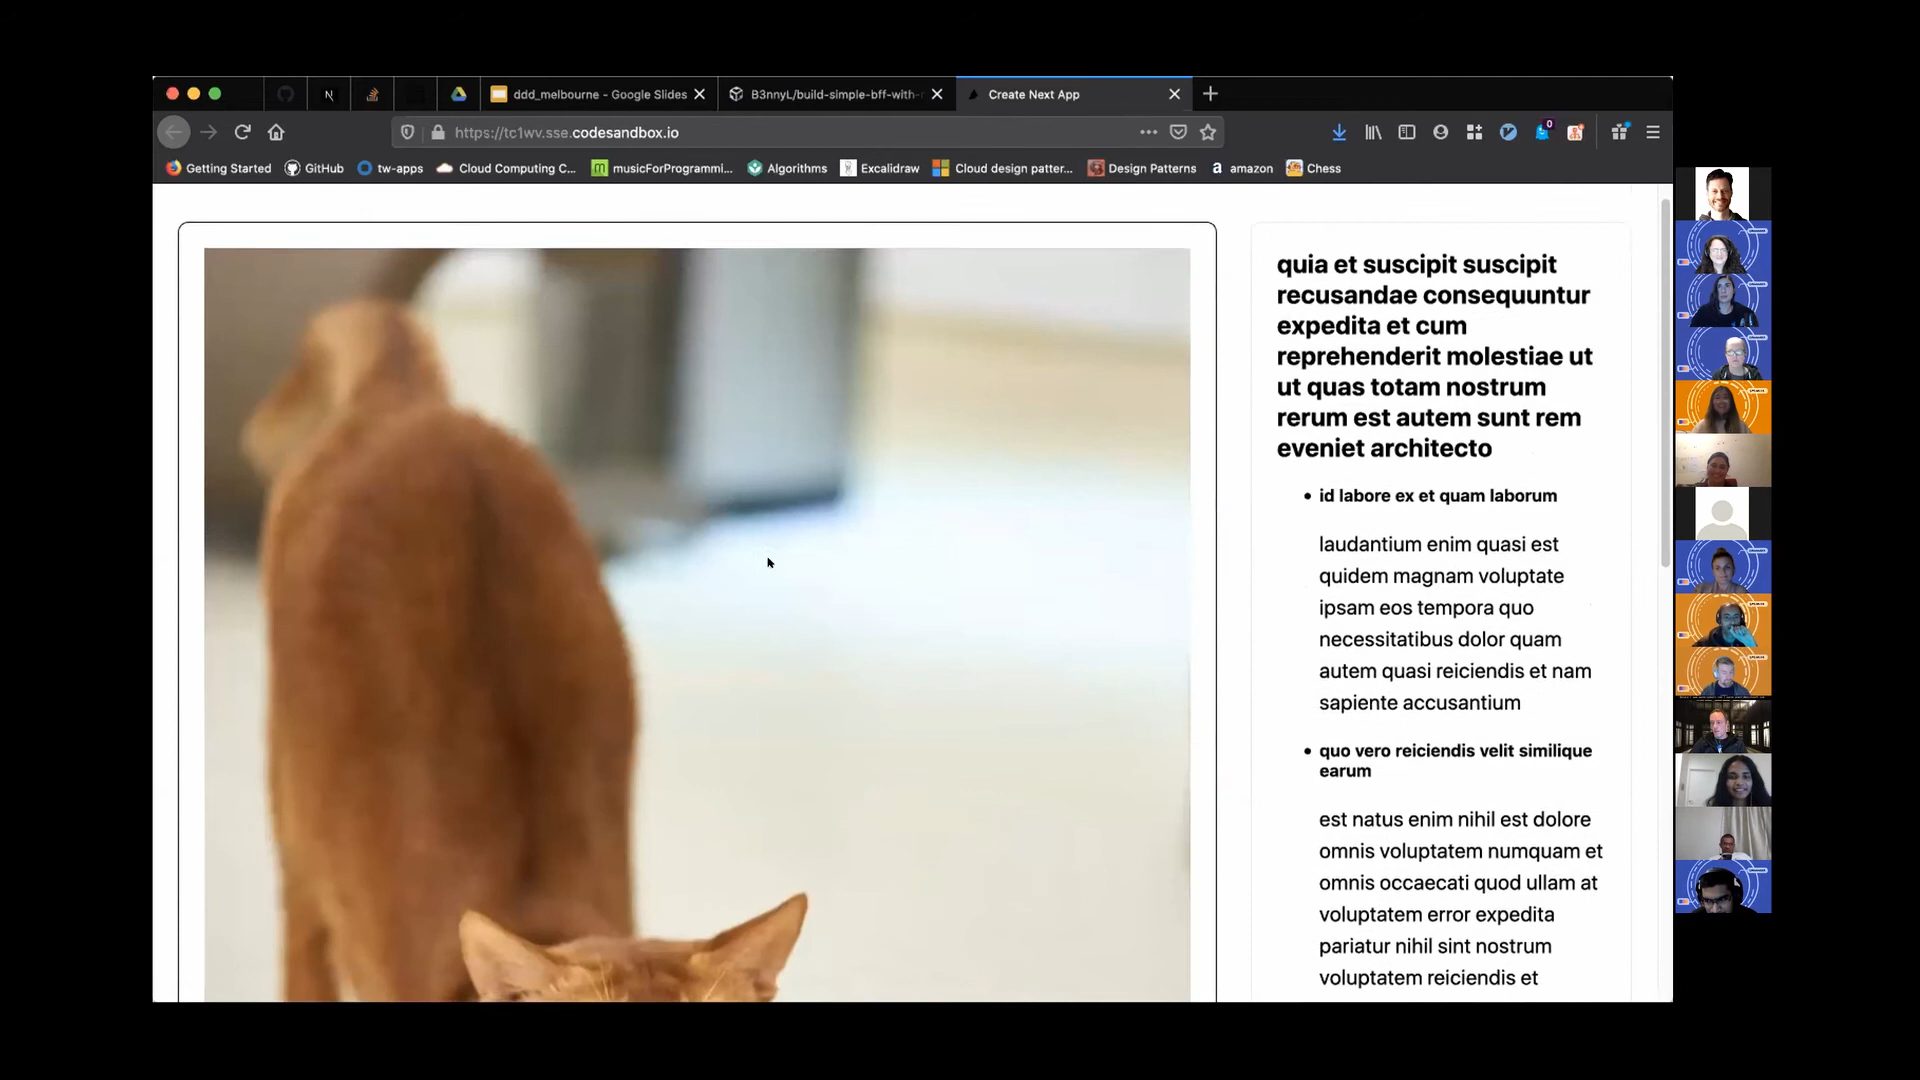 ddd_melbourne - Google Slides
B3nnyL/build-simple-bff-with-
Create Next App
https://tc1wv.sse.codesandbox.io
0
Getting Started
GitHub
tw-apps
Cloud Computing C...
musicForProgrammi...
Algorithms
Excalidraw
Cloud design patter...
Design Patterns
amazon
Chess
quia et suscipit suscipit
recusandae consequuntur
expedita et cum
reprehenderit molestiae ut
ut quas totam nostrum
rerum est autem sunt rem
eveniet architecto
• id labore ex et quam laborum
laudantium enim quasi est
quidem magnam voluptate
ipsam eos tempora quo
necessitatibus dolor quam
autem quasi reiciendis et nam
sapiente accusantium
• quo vero reiciendis velit similique
earum
est natus enim nihil est dolore
omnis voluptatem numquam et
omnis occaecati quod ullam at
voluptatem error expedita
pariatur nihil sint nostrum
voluptatem reiciendis et